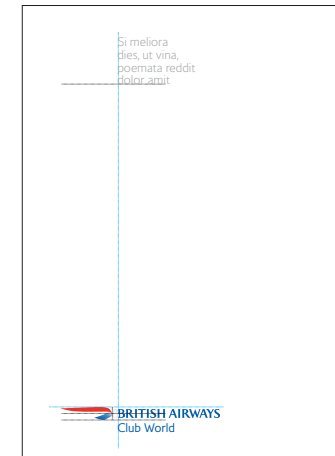 Si meliora
dies, ut vina,
poemata reddit
dolor amit
BRITISH AIRWAYS
Club World